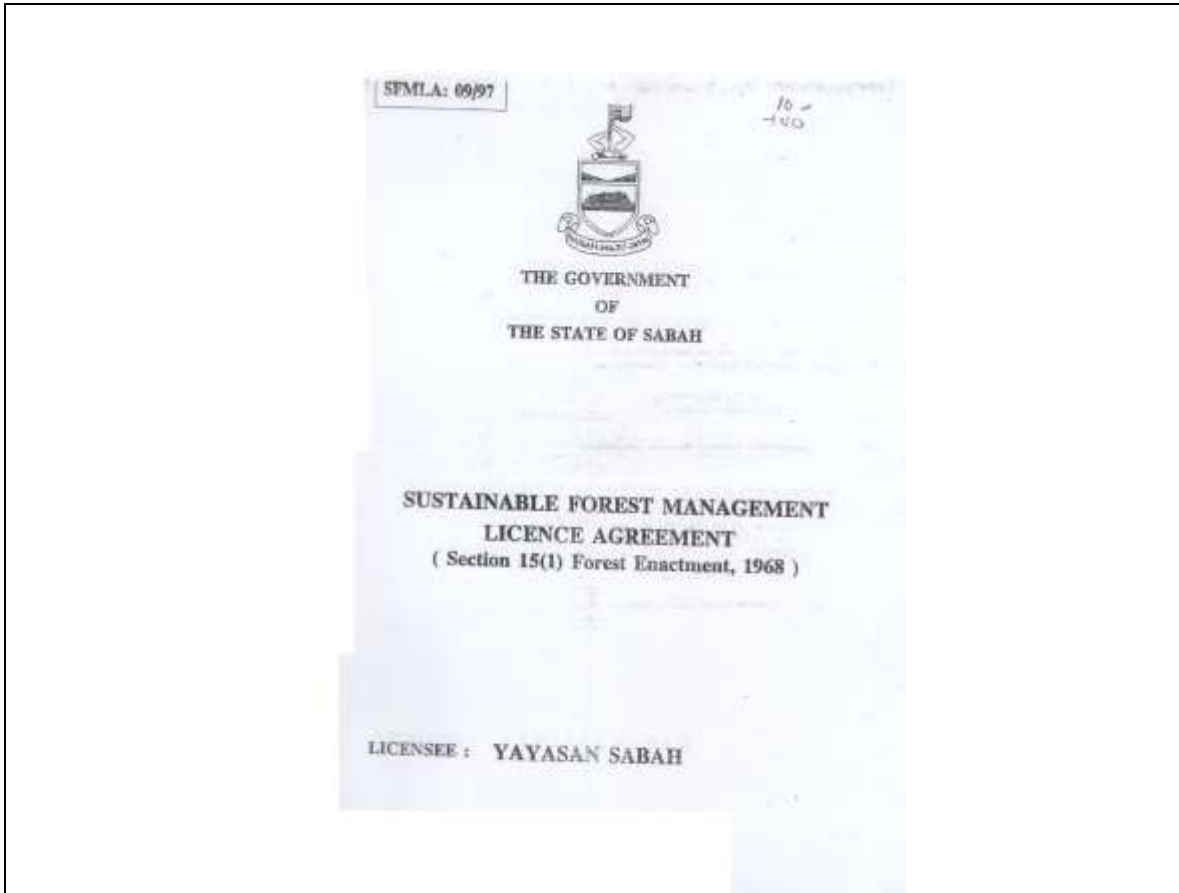 SFMLA: 09/97
THE GOVERNMENT
OF
THE STATE OF SABAH
SUSTAINABLE FOREST MANAGEMENT
LICENCE AGREEMENT
( Section 15(1) Forest Enactment, 1968 )
LICENSEE : YAYASAN SABAH